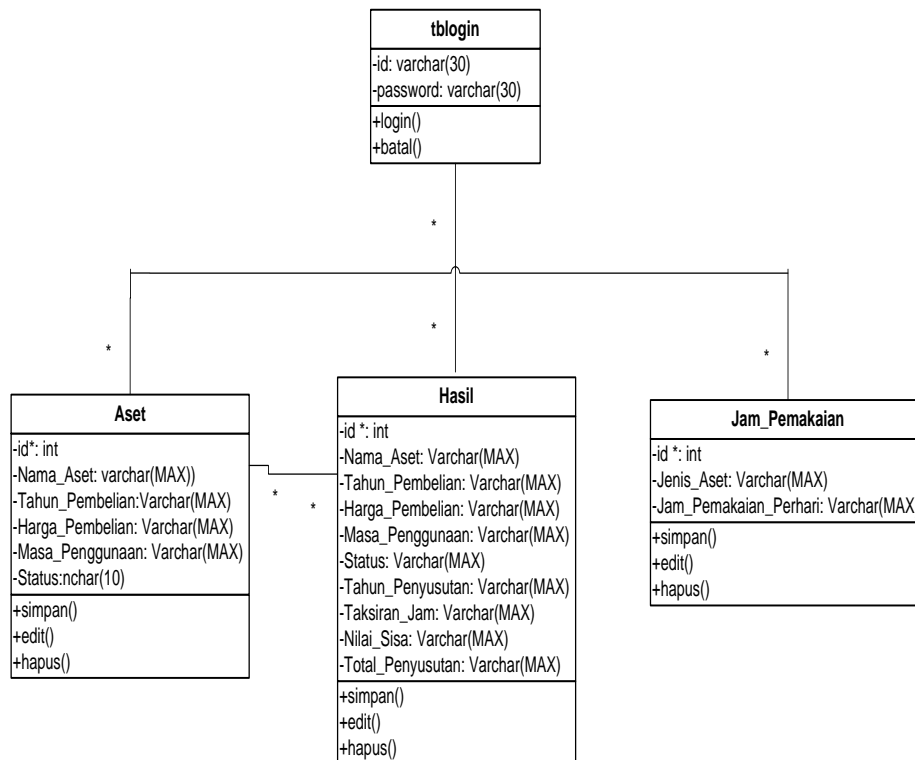 tblogin
-id: varchar(30)
-password: varchar(30)
+login()
+batal()
*
*
*
*
Aset
-id*: int
-Nama_Aset: varchar(MAX))
-Tahun_Pembelian:Varchar(MAX)
-Harga_Pembelian: Varchar(MAX)
-Masa_Penggunaan: Varchar(MAX)
-Status:nchar(10)
+simpan()
+edit()
+hapus()
*
*
Hasil
-id *: int
-Nama_Aset: Varchar(MAX)
-Tahun_Pembelian: Varchar(MAX)
-Harga_Pembelian: Varchar(MAX)
-Masa_Penggunaan: Varchar(MAX)
-Status: Varchar(MAX)
-Tahun_Penyusutan: Varchar(MAX)
-Taksiran_Jam: Varchar(MAX)
-Nilai_Sisa: Varchar(MAX)
-Total_Penyusutan: Varchar(MAX)
+simpan()
+edit()
+hapus()
Jam_Pemakaian
-id *: int
-Jenis_Aset: Varchar(MAX)
-Jam_Pemakaian_Perhari: Varchar(MAX
+simpan()
+edit()
+hapus()